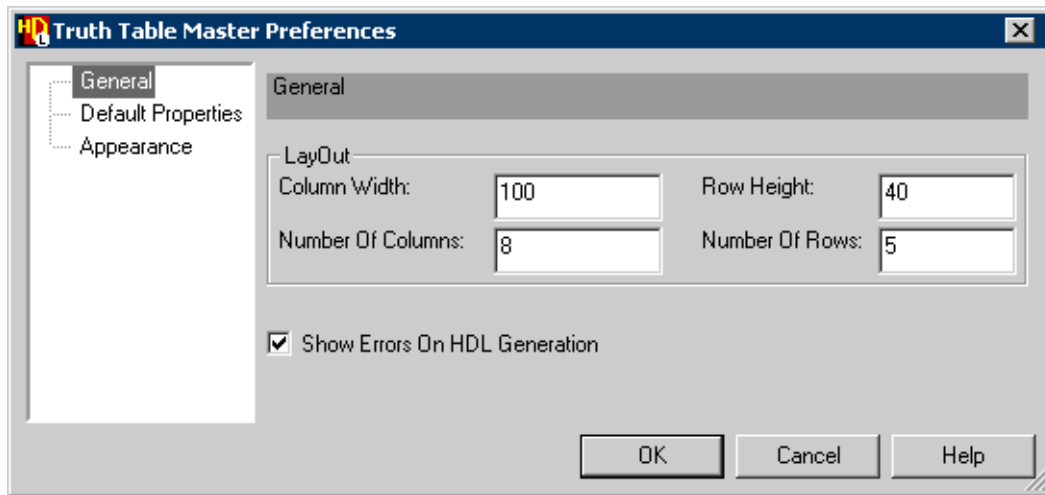 HDL Truth Table Master Preferences
General
Default Properties
Appearance
General
LayOut
Column Width: 100 Row Height: 40
Number Of Columns: 8 Number Of Rows: 5
Show Errors On HDL Generation
OK Cancel Help